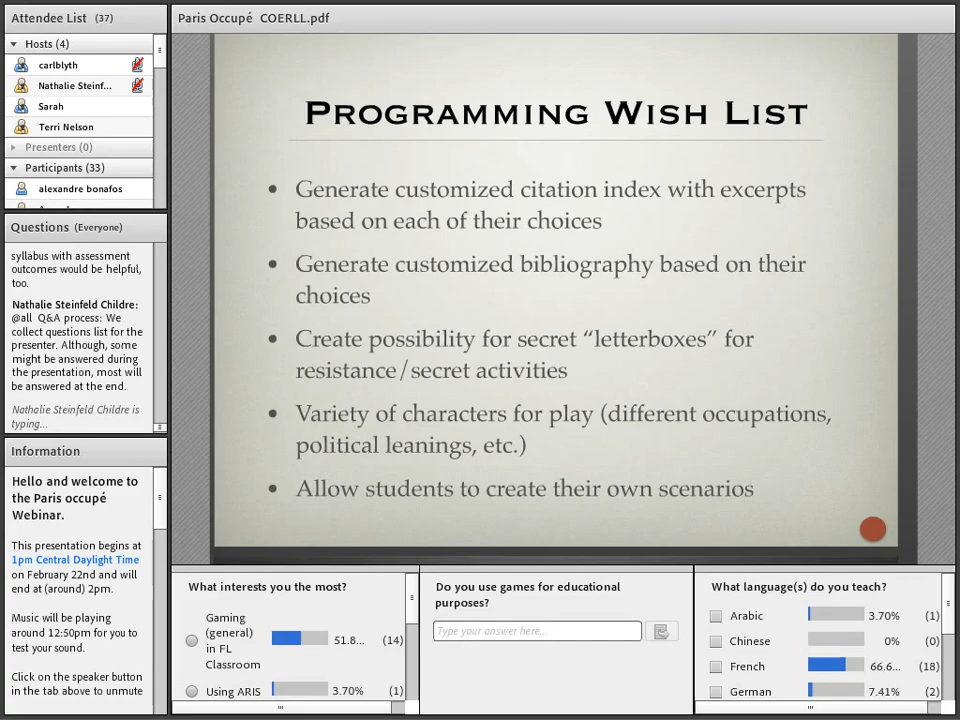 Attendee List (37)
Hosts (4)
carlblyth
Nathalie Steinf...
Sarah
Terri Nelson
Presenters (0)
Participants (33)
alexandre bonafos
Questions (Everyone)
syllabus with assessment
outcomes would be helpful,
too.
Nathalie Steinfeld Childre:
@all Q&A process: We
collect questions list for the
presenter. Although, some
might be answered during
the presentation, most will
be answered at the end.
Nathalie Steinfeld Childre is
typing...
Information
Hello and welcome to
the Paris occupé
Webinar.
This presentation begins at
1pm Central Daylight Time
on February 22nd and will
end at (around) 2pm.
Music will be playing
around 12:50pm for you to
test your sound.
Click on the speaker button
in the tab above to unmute
Paris Occupé COERLL.pdf
Programming Wish List
• Generate customized citation index with excerpts
based on each of their choices
• Generate customized bibliography based on their
choices
• Create possibility for secret “letterboxes” for
resistance/secret activities
• Variety of characters for play (different occupations,
political leanings, etc.)
• Allow students to create their own scenarios
What interests you the most?
Gaming
(general)
in FL
Classroom
51.8... (14)
Using ARIS 3.70% (1)
Do you use games for educational
purposes?
Type your answer here...
What language(s) do you teach?
Arabic 3.70% (1)
Chinese 0% (0)
French 66.6... (18)
German 7.41% (2)